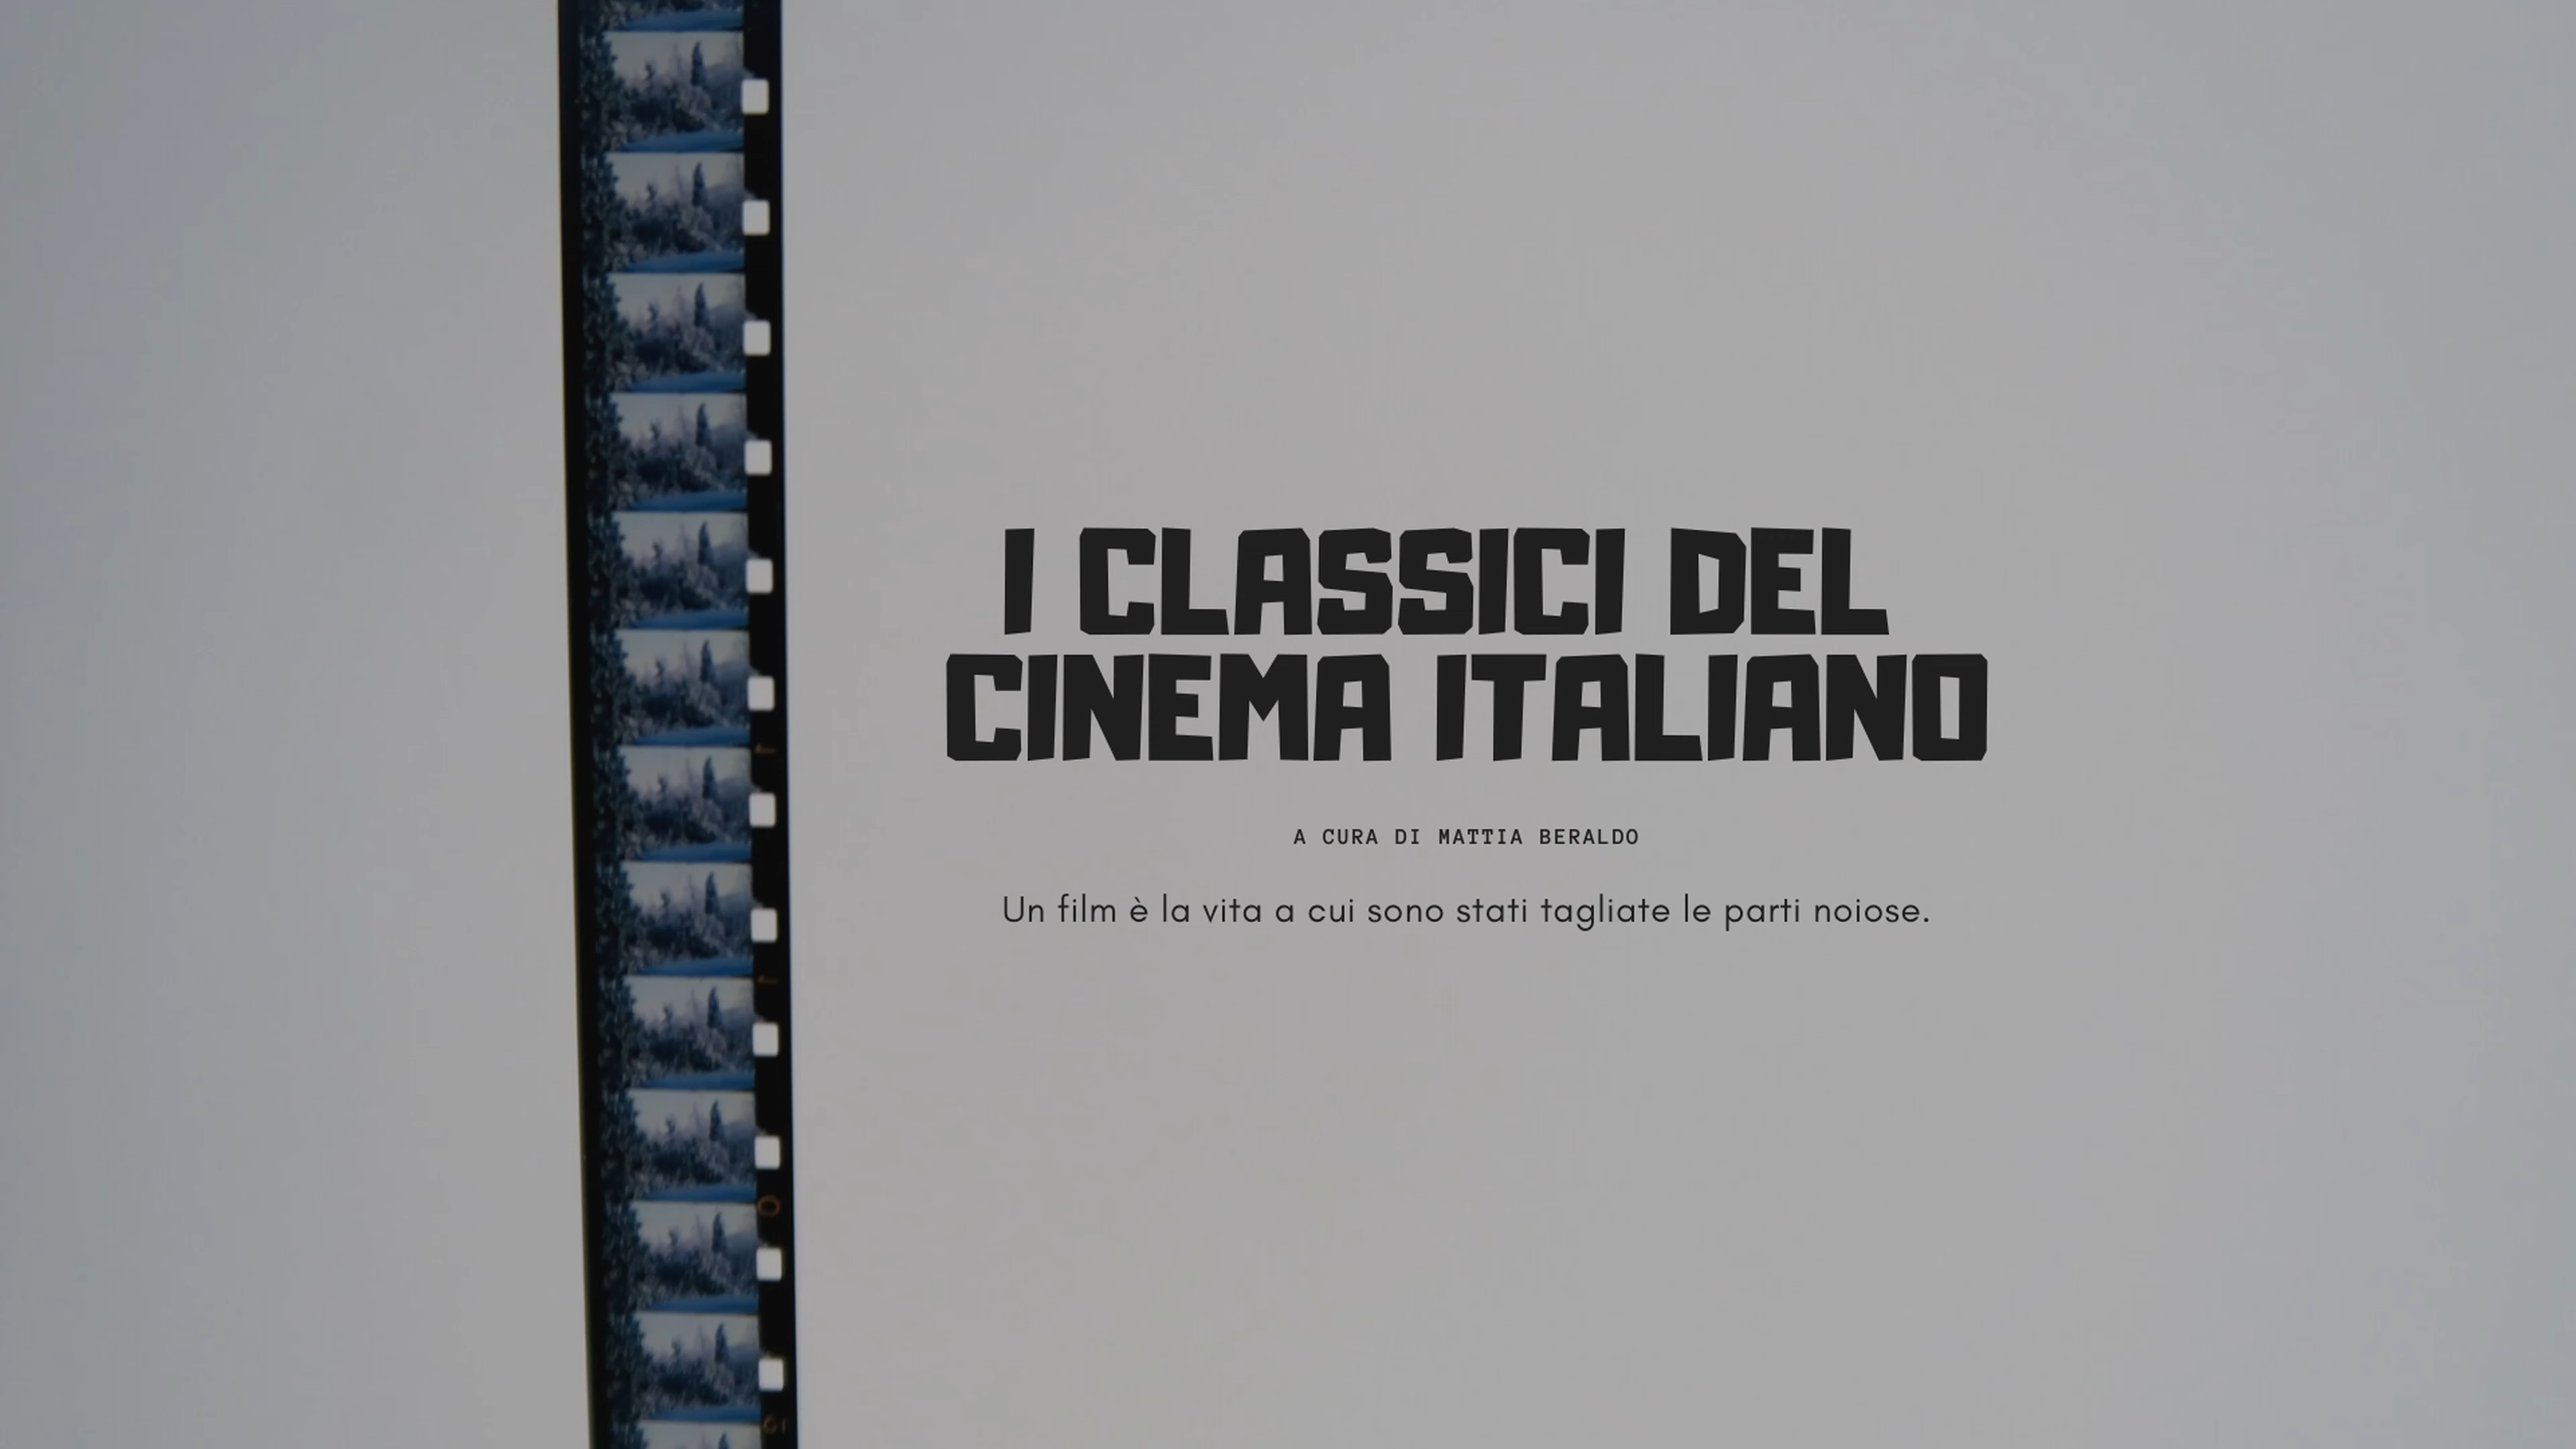 I CLASSICI DEL
CINEMA ITALIANO
A CURA DI MATTIA BERALDO
Un film è la vita a cui sono stati tagliate le parti noiose.